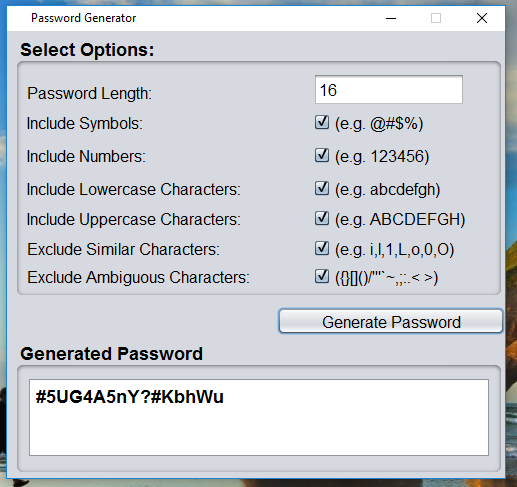 Password Generator
Select Options:
Password Length: 16
Include Symbols: (e.g. @#$%)
Include Numbers: (e.g. 123456)
Include Lowercase Characters: (e.g. abcdefgh)
Include Uppercase Characters: (e.g. ABCDEFGH)
Exclude Similar Characters: (e.g. i,l,1,L,o,0,O)
Exclude Ambiguous Characters: ({}[]()/'"`~,;:.< >)
Generate Password
Generated Password
#5UG4A5nY?#KbhWu